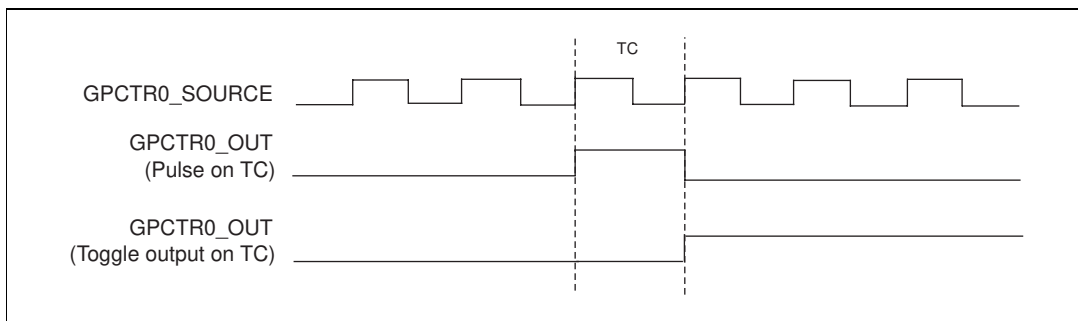 TC
GPCTR0_SOURCE
GPCTR0_OUT
(Pulse on TC)
GPCTR0_OUT
(Toggle output on TC)